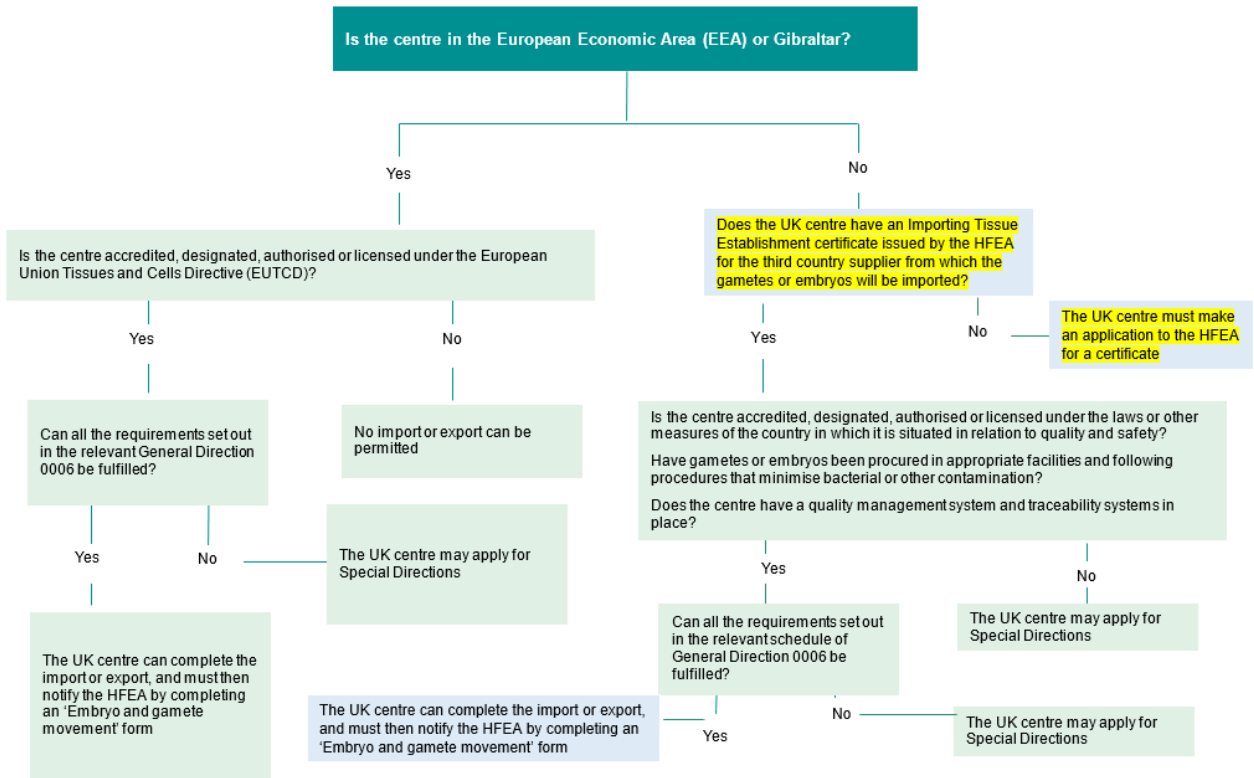 Is the centre in the European Economic Area (EEA) or Gibraltar?
Yes
No
Is the centre accredited, designated, authorised or licensed under the European
Union Tissues and Cells Directive (EUTCD)?
Does the UK centre have an Importing Tissue
Establishment certificate issued by the HFEA
for the third country supplier from which the
gametes or embryos will be imported?
Yes
No
Yes
No
The UK centre must make
an application to the HFEA
for a certificate
Can all the requirements set out
in the relevant General Direction
0006 be fulfilled?
No import or export can be
permitted
Is the centre accredited, designated, authorised or licensed under the laws or other
measures of the country in which it is situated in relation to quality and safety?
Have gametes or embryos been procured in appropriate facilities and following
procedures that minimise bacterial or other contamination?
Does the centre have a quality management system and traceability systems in
place?
Yes
No
The UK centre may apply for
Special Directions
Yes
No
The UK centre can complete the
import or export, and must then
notify the HFEA by completing
an ‘Embryo and gamete
movement’ form
Can all the requirements set out
in the relevant schedule of
General Direction 0006 be
fulfilled?
The UK centre may apply for
Special Directions
The UK centre can complete the import or export,
and must then notify the HFEA by completing an
‘Embryo and gamete movement’ form
Yes
No
The UK centre may apply for
Special Directions